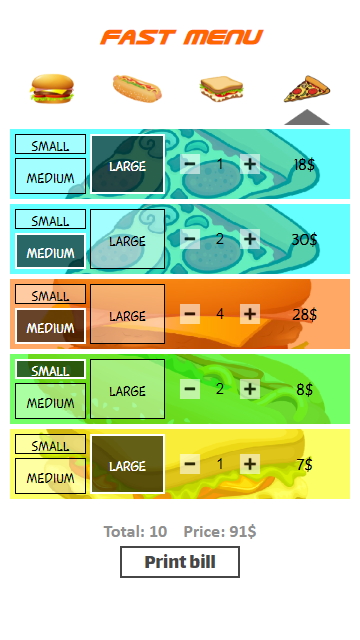 FAST MENU
SMALL
MEDIUM
LARGE
− 1 + 18$
SMALL
MEDIUM
LARGE
− 2 + 30$
SMALL
MEDIUM
LARGE
− 4 + 28$
SMALL
MEDIUM
LARGE
− 2 + 8$
SMALL
MEDIUM
LARGE
− 1 + 7$
Total: 10 Price: 91$
Print bill